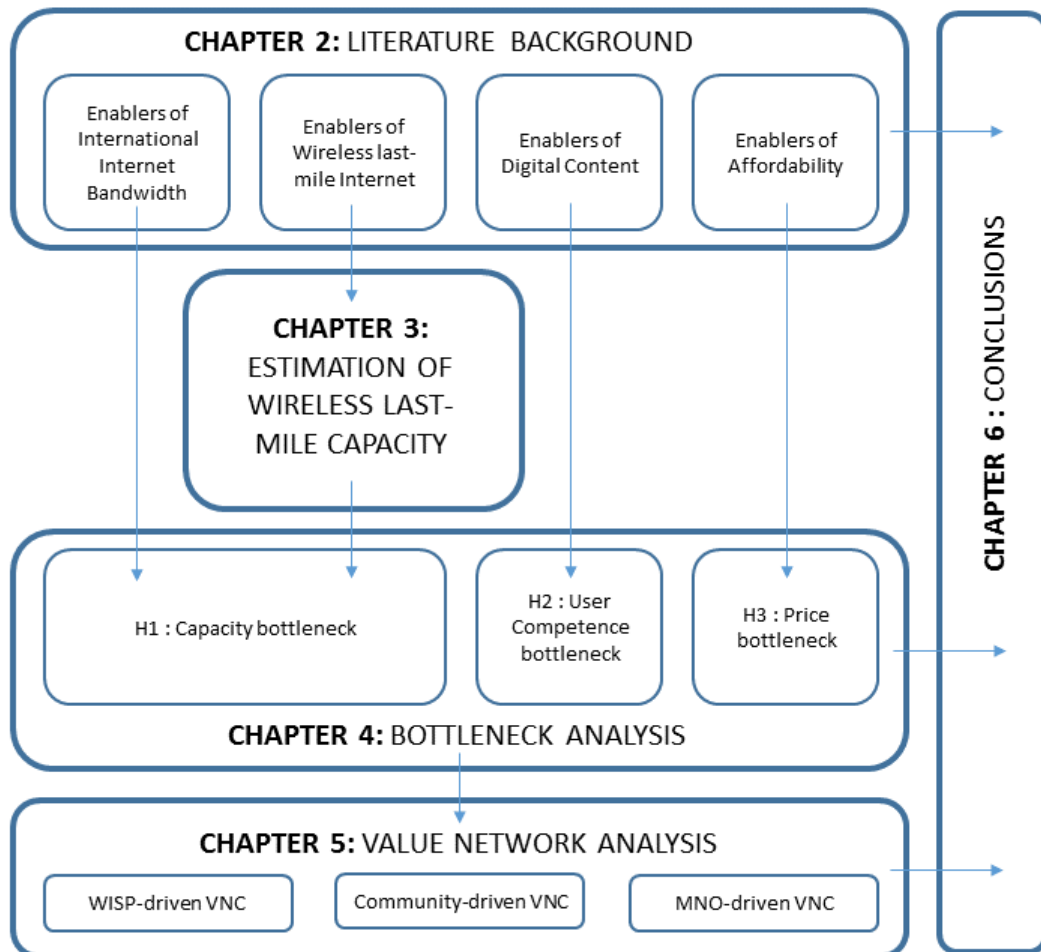 CHAPTER 2: LITERATURE BACKGROUND
Enablers of
International
Internet
Bandwidth
Enablers of
Wireless last-
mile Internet
Enablers of
Digital Content
Enablers of
Affordability
CHAPTER 3:
ESTIMATION OF
WIRELESS LAST-
MILE CAPACITY
H1 : Capacity bottleneck
H2 : User
Competence
bottleneck
H3 : Price
bottleneck
CHAPTER 4: BOTTLENECK ANALYSIS
CHAPTER 5: VALUE NETWORK ANALYSIS
WISP-driven VNC
Community-driven VNC
MNO-driven VNC
CHAPTER 6 : CONCLUSIONS